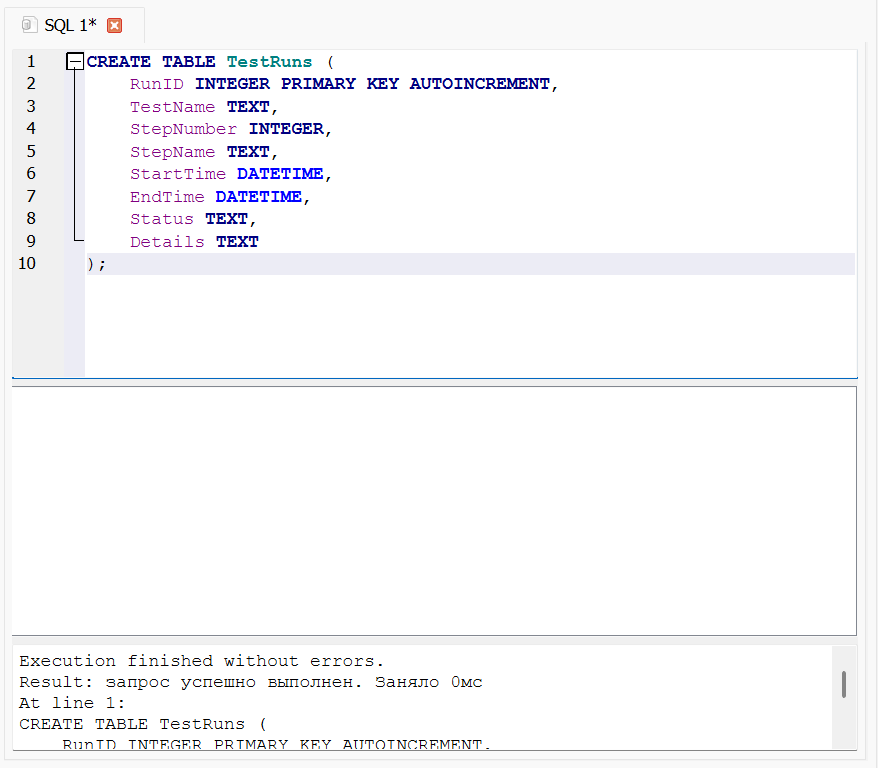 SQL 1*
1 CREATE TABLE TestRuns (
2 RunID INTEGER PRIMARY KEY AUTOINCREMENT,
3 TestName TEXT,
4 StepNumber INTEGER,
5 StepName TEXT,
6 StartTime DATETIME,
7 EndTime DATETIME,
8 Status TEXT,
9 Details TEXT
10 );
Execution finished without errors.
Result: запрос успешно выполнен. Заняло 0мс
At line 1:
CREATE TABLE TestRuns (
RunID INTEGER PRIMARY KEY AUTOINCREMENT,